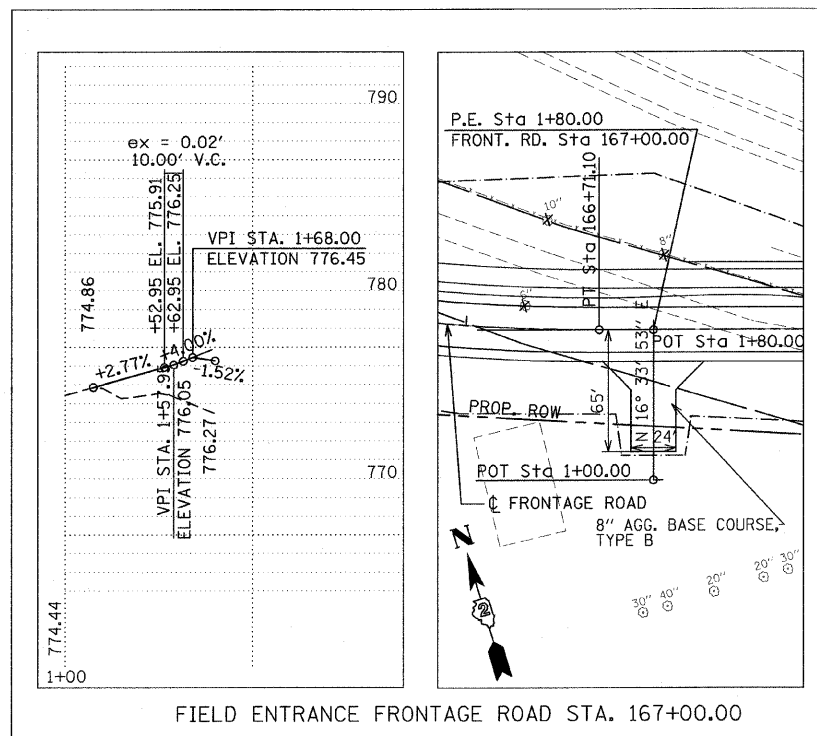 790
ex = 0.02'
10.00' V.C.
+52.95 EL. 775.91
+62.95 EL. 776.25
VPI STA. 1+68.00
ELEVATION 776.45
780
774.86
+2.77%
+4.00%
-1.52%
VPI STA. 1+57.95
ELEVATION 776.05
776.27
770
774.44
1+00
P.E. Sta 1+80.00
FRONT. RD. Sta 167+00.00
PT Sta 166+71.10
10"
8"
N 16° 33' 53" E
POT Sta 1+80.00
65'
24'
PROP. ROW
POT Sta 1+00.00
℄ FRONTAGE ROAD
8" AGG. BASE COURSE,
TYPE B
N
2
30"
40"
20"
20"
30"
FIELD ENTRANCE FRONTAGE ROAD STA. 167+00.00